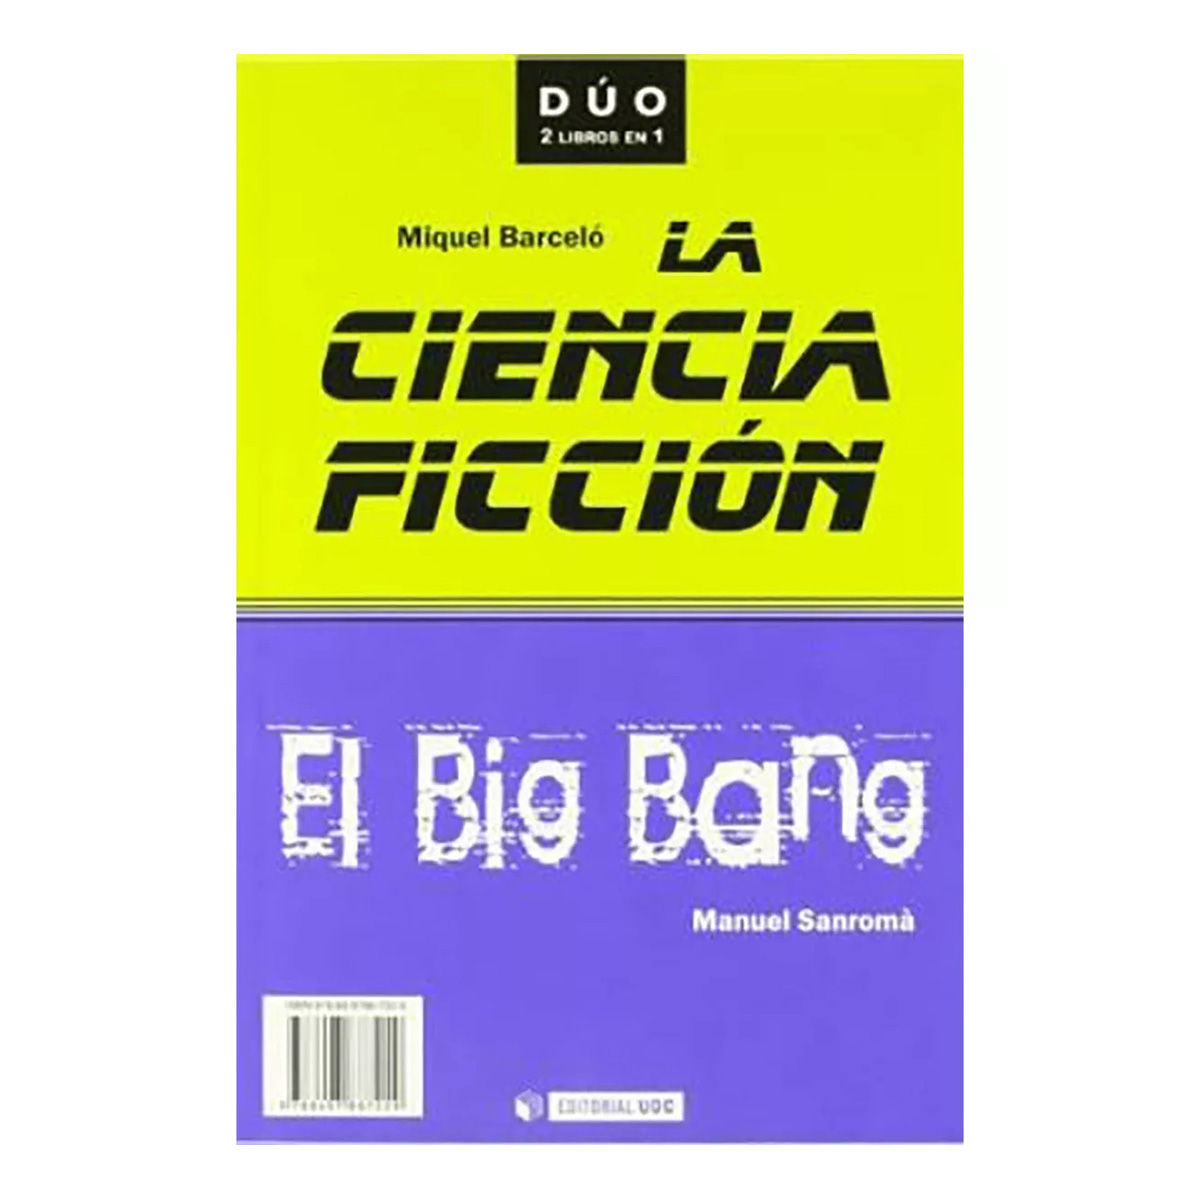 DÚO
2 LIBROS EN 1
Miquel Barceló
LA
CIENCIA
FICCIÓN
El Big Bang
Manuel Sanromà
EDITORIAL UOC